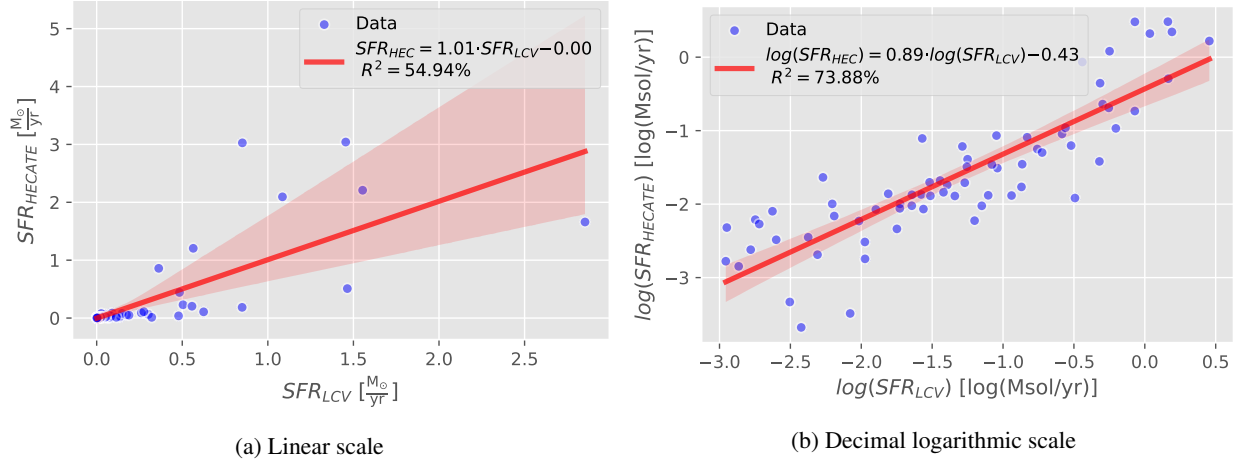 Data
SFR_HEC = 1.01·SFR_LCV−0.00
R² = 54.94%
5
4
3
2
1
0
SFR_HECATE [M⊙/yr]
0.0 0.5 1.0 1.5 2.0 2.5
SFR_LCV [M⊙/yr]
(a) Linear scale
Data
log(SFR_HEC) = 0.89·log(SFR_LCV)−0.43
R² = 73.88%
0
−1
−2
−3
log(SFR_HECATE) [log(Msol/yr)]
−3.0 −2.5 −2.0 −1.5 −1.0 −0.5 0.0 0.5
log(SFR_LCV) [log(Msol/yr)]
(b) Decimal logarithmic scale